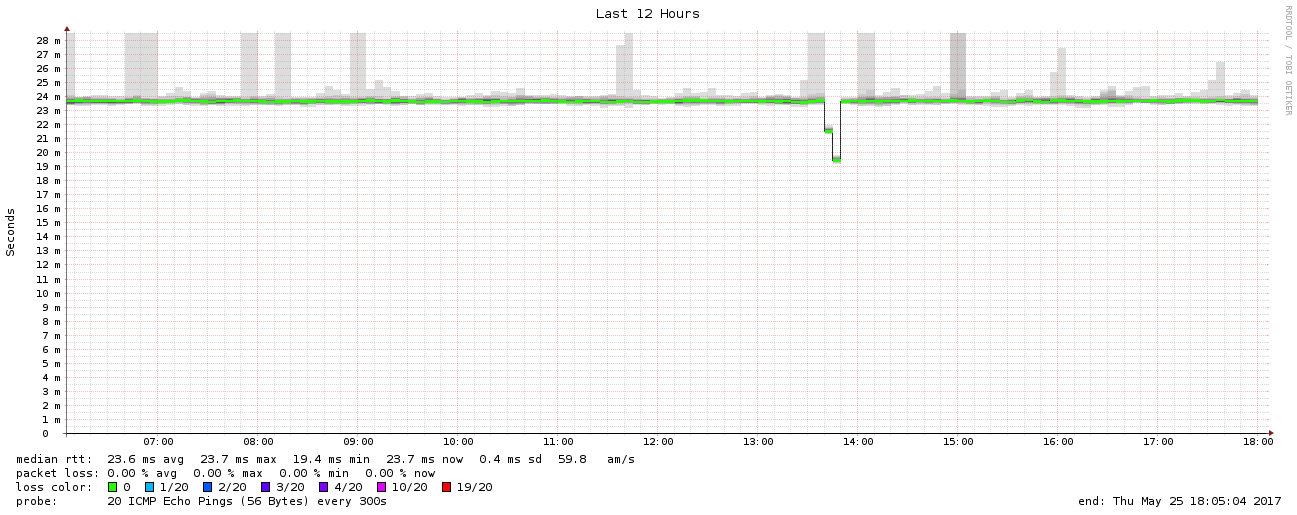 Last 12 Hours
RRDTOOL / TOBI OETIKER
Seconds
28 m
27 m
26 m
25 m
24 m
23 m
22 m
21 m
20 m
19 m
18 m
17 m
16 m
15 m
14 m
13 m
12 m
11 m
10 m
9 m
8 m
7 m
6 m
5 m
4 m
3 m
2 m
1 m
0
07:00 08:00 09:00 10:00 11:00 12:00 13:00 14:00 15:00 16:00 17:00 18:00
median rtt: 23.6 ms avg 23.7 ms max 19.4 ms min 23.7 ms now 0.4 ms sd 59.8 am/s
packet loss: 0.00 % avg 0.00 % max 0.00 % min 0.00 % now
loss color: 0 1/20 2/20 3/20 4/20 10/20 19/20
probe: 20 ICMP Echo Pings (56 Bytes) every 300s end: Thu May 25 18:05:04 2017